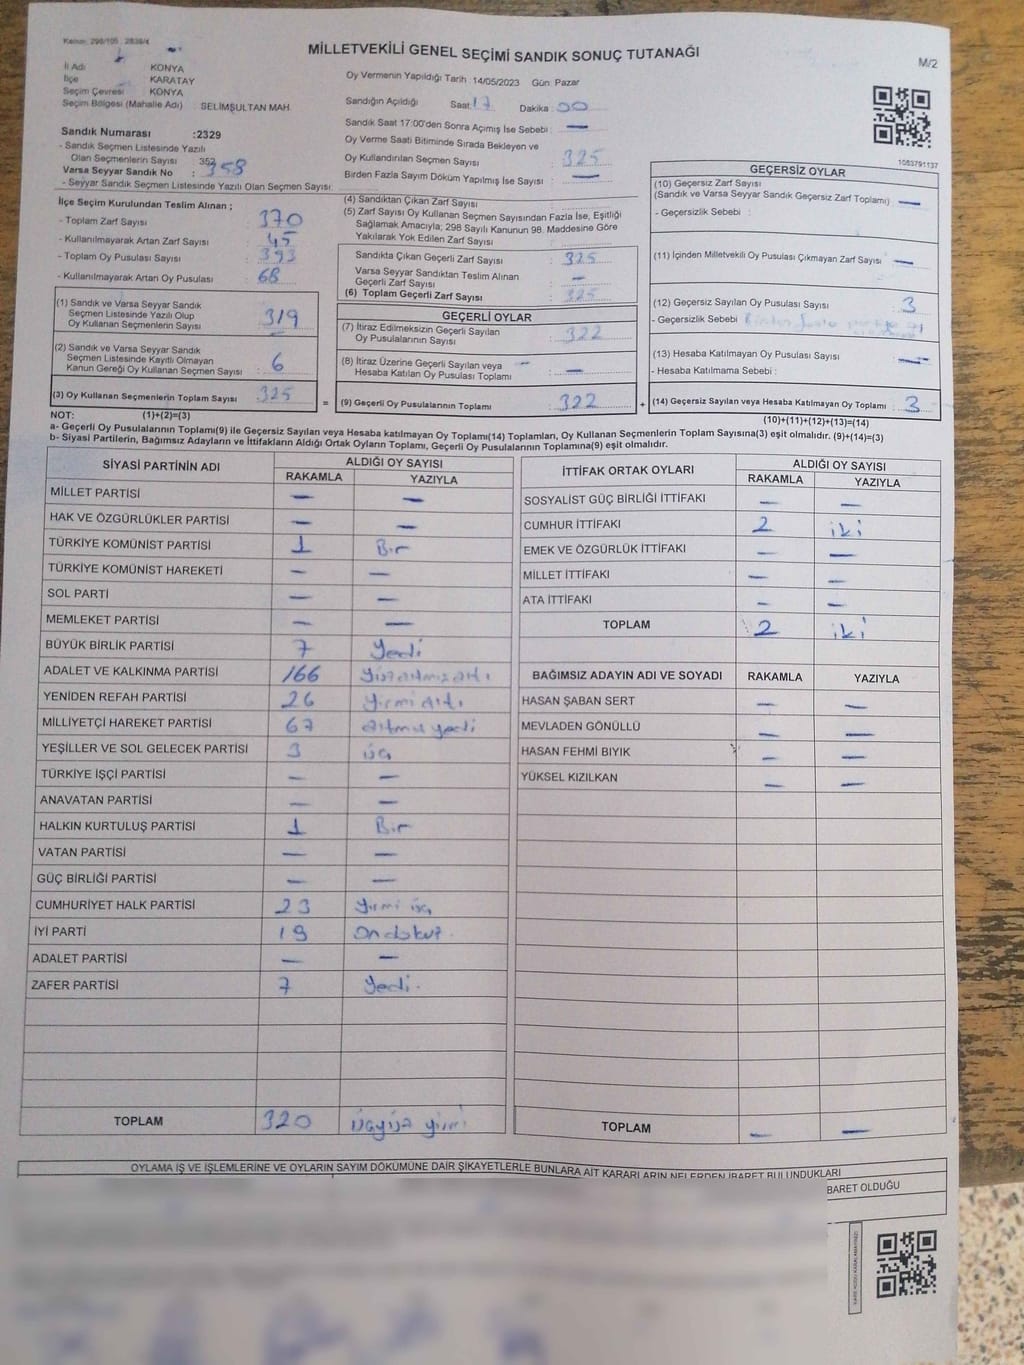 MİLLETVEKİLİ GENEL SEÇİMİ SANDIK SONUÇ TUTANAĞI
M/2
İl Adı KONYA
İlçe KARATAY
Seçim Çevresi KONYA
Seçim Bölgesi (Mahalle Adı) SELİMSULTAN MAH.
Oy Vermenin Yapıldığı Tarih : 14/05/2023 Gün : Pazar
Sandığın Açıldığı Saat: 17 Dakika : 00
Sandık Saat 17:00'den Sonra Açımış İse Sebebi : —
Oy Verme Saati Bitiminde Sırada Bekleyen ve
Oy Kullandırılan Seçmen Sayısı : 325
Birden Fazla Sayım Döküm Yapılmış İse Sayısı : —
Sandık Numarası :2329
- Sandık Seçmen Listesinde Yazılı
Olan Seçmenlerin Sayısı 358
Varsa Seyyar Sandık No :
- Seyyar Sandık Seçmen Listesinde Yazılı Olan Seçmen Sayısı:
1083791137
İlçe Seçim Kurulundan Teslim Alınan ;
- Toplam Zarf Sayısı : 370
- Kullanılmayarak Artan Zarf Sayısı : 45
- Toplam Oy Pusulası Sayısı : 393
- Kullanılmayarak Artan Oy Pusulası : 68
(1) Sandık ve Varsa Seyyar Sandık
Seçmen Listesinde Yazılı Olup
Oy Kullanan Seçmenlerin Sayısı : 319
(2) Sandık ve Varsa Seyyar Sandık
Seçmen Listesinde Kayıtlı Olmayan
Kanun Gereği Oy Kullanan Seçmen Sayısı : 6
(3) Oy Kullanan Seçmenlerin Toplam Sayısı : 325
(4) Sandıktan Çıkan Zarf Sayısı :
(5) Zarf Sayısı Oy Kullanan Seçmen Sayısından Fazla İse, Eşitliği
Sağlamak Amacıyla; 298 Sayılı Kanunun 98. Maddesine Göre
Yakılarak Yok Edilen Zarf Sayısı :
Sandıkta Çıkan Geçerli Zarf Sayısı : 325
Varsa Seyyar Sandıktan Teslim Alınan
Geçerli Zarf Sayısı : —
(6) Toplam Geçerli Zarf Sayısı : 325
GEÇERLİ OYLAR
(7) İtiraz Edilmeksizin Geçerli Sayılan
Oy Pusulalarının Sayısı : 322
(8) İtiraz Üzerine Geçerli Sayılan veya
Hesaba Katılan Oy Pusulası Toplamı : —
= (9) Geçerli Oy Pusulalarının Toplamı : 322
GEÇERSİZ OYLAR
(10) Geçersiz Zarf Sayısı
(Sandık ve Varsa Seyyar Sandık Geçersiz Zarf Toplamı) : —
- Geçersizlik Sebebi :
(11) İçinden Milletvekili Oy Pusulası Çıkmayan Zarf Sayısı : —
(12) Geçersiz Sayılan Oy Pusulası Sayısı : 3
- Geçersizlik Sebebi : Birden fazla
(13) Hesaba Katılmayan Oy Pusulası Sayısı : —
- Hesaba Katılmama Sebebi :
+ (14) Geçersiz Sayılan veya Hesaba Katılmayan Oy Toplamı : 3
NOT: (1)+(2)=(3)
(10)+(11)+(12)+(13)=(14)
a- Geçerli Oy Pusulalarının Toplamı(9) ile Geçersiz Sayılan veya Hesaba katılmayan Oy Toplamı(14) Toplamları, Oy Kullanan Seçmenlerin Toplam Sayısına(3) eşit olmalıdır. (9)+(14)=(3)
b- Siyasi Partilerin, Bağımsız Adayların ve İttifakların Aldığı Ortak Oyların Toplamı, Geçerli Oy Pusulalarının Toplamına(9) eşit olmalıdır.
SİYASİ PARTİNİN ADI ALDIĞI OY SAYISI
RAKAMLA YAZIYLA
MİLLET PARTİSİ — —
HAK VE ÖZGÜRLÜKLER PARTİSİ — —
TÜRKİYE KOMÜNİST PARTİSİ 1 Bir
TÜRKİYE KOMÜNİST HAREKETİ — —
SOL PARTİ — —
MEMLEKET PARTİSİ — —
BÜYÜK BİRLİK PARTİSİ 7 Yedi
ADALET VE KALKINMA PARTİSİ 166 Yüzaltmışaltı
YENİDEN REFAH PARTİSİ 26 Yirmi Altı
MİLLİYETÇİ HAREKET PARTİSİ 67 Altmış yedi
YEŞİLLER VE SOL GELECEK PARTİSİ 3 üç
TÜRKİYE İŞÇİ PARTİSİ — —
ANAVATAN PARTİSİ — —
HALKIN KURTULUŞ PARTİSİ 1 Bir
VATAN PARTİSİ — —
GÜÇ BİRLİĞİ PARTİSİ — —
CUMHURİYET HALK PARTİSİ 23 Yirmi üç
İYİ PARTİ 19 Ondokuz.
ADALET PARTİSİ — —
ZAFER PARTİSİ 7 Yedi.
TOPLAM 320 üçyüz yirmi
İTTİFAK ORTAK OYLARI ALDIĞI OY SAYISI
RAKAMLA YAZIYLA
SOSYALİST GÜÇ BİRLİĞİ İTTİFAKI — —
CUMHUR İTTİFAKI 2 iki
EMEK VE ÖZGÜRLÜK İTTİFAKI — —
MİLLET İTTİFAKI — —
ATA İTTİFAKI — —
TOPLAM 2 iki
BAĞIMSIZ ADAYIN ADI VE SOYADI RAKAMLA YAZIYLA
HASAN ŞABAN SERT — —
MEVLADEN GÖNÜLLÜ — —
HASAN FEHMİ BIYIK — —
YÜKSEL KIZILKAN — —
TOPLAM — —
OYLAMA İŞ VE İŞLEMLERİNE VE OYLARIN SAYIM DÖKÜMÜNE DAİR ŞİKAYETLERLE BUNLARA AİT KARARLARIN NELERDEN İBARET BULUNDUKLARI
BARET OLDUĞU